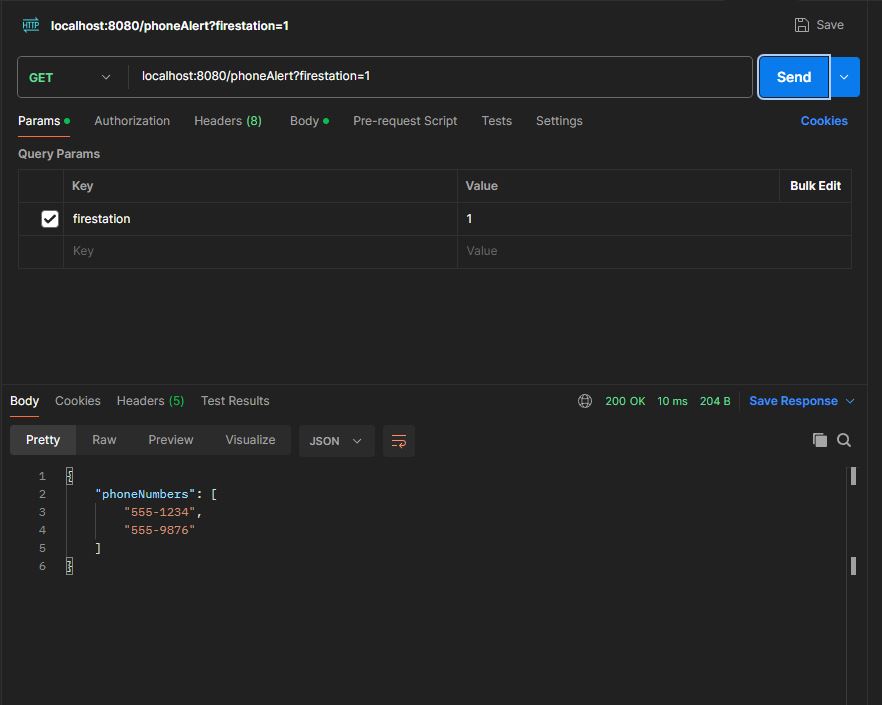 HTTP localhost:8080/phoneAlert?firestation=1 Save
GET localhost:8080/phoneAlert?firestation=1 Send
Params Authorization Headers (8) Body Pre-request Script Tests Settings Cookies
Query Params
Key Value Bulk Edit
firestation 1
Key Value
Body Cookies Headers (5) Test Results 200 OK 10 ms 204 B Save Response
Pretty Raw Preview Visualize JSON
1 {
2 "phoneNumbers": [
3 "555-1234",
4 "555-9876"
5 ]
6 }